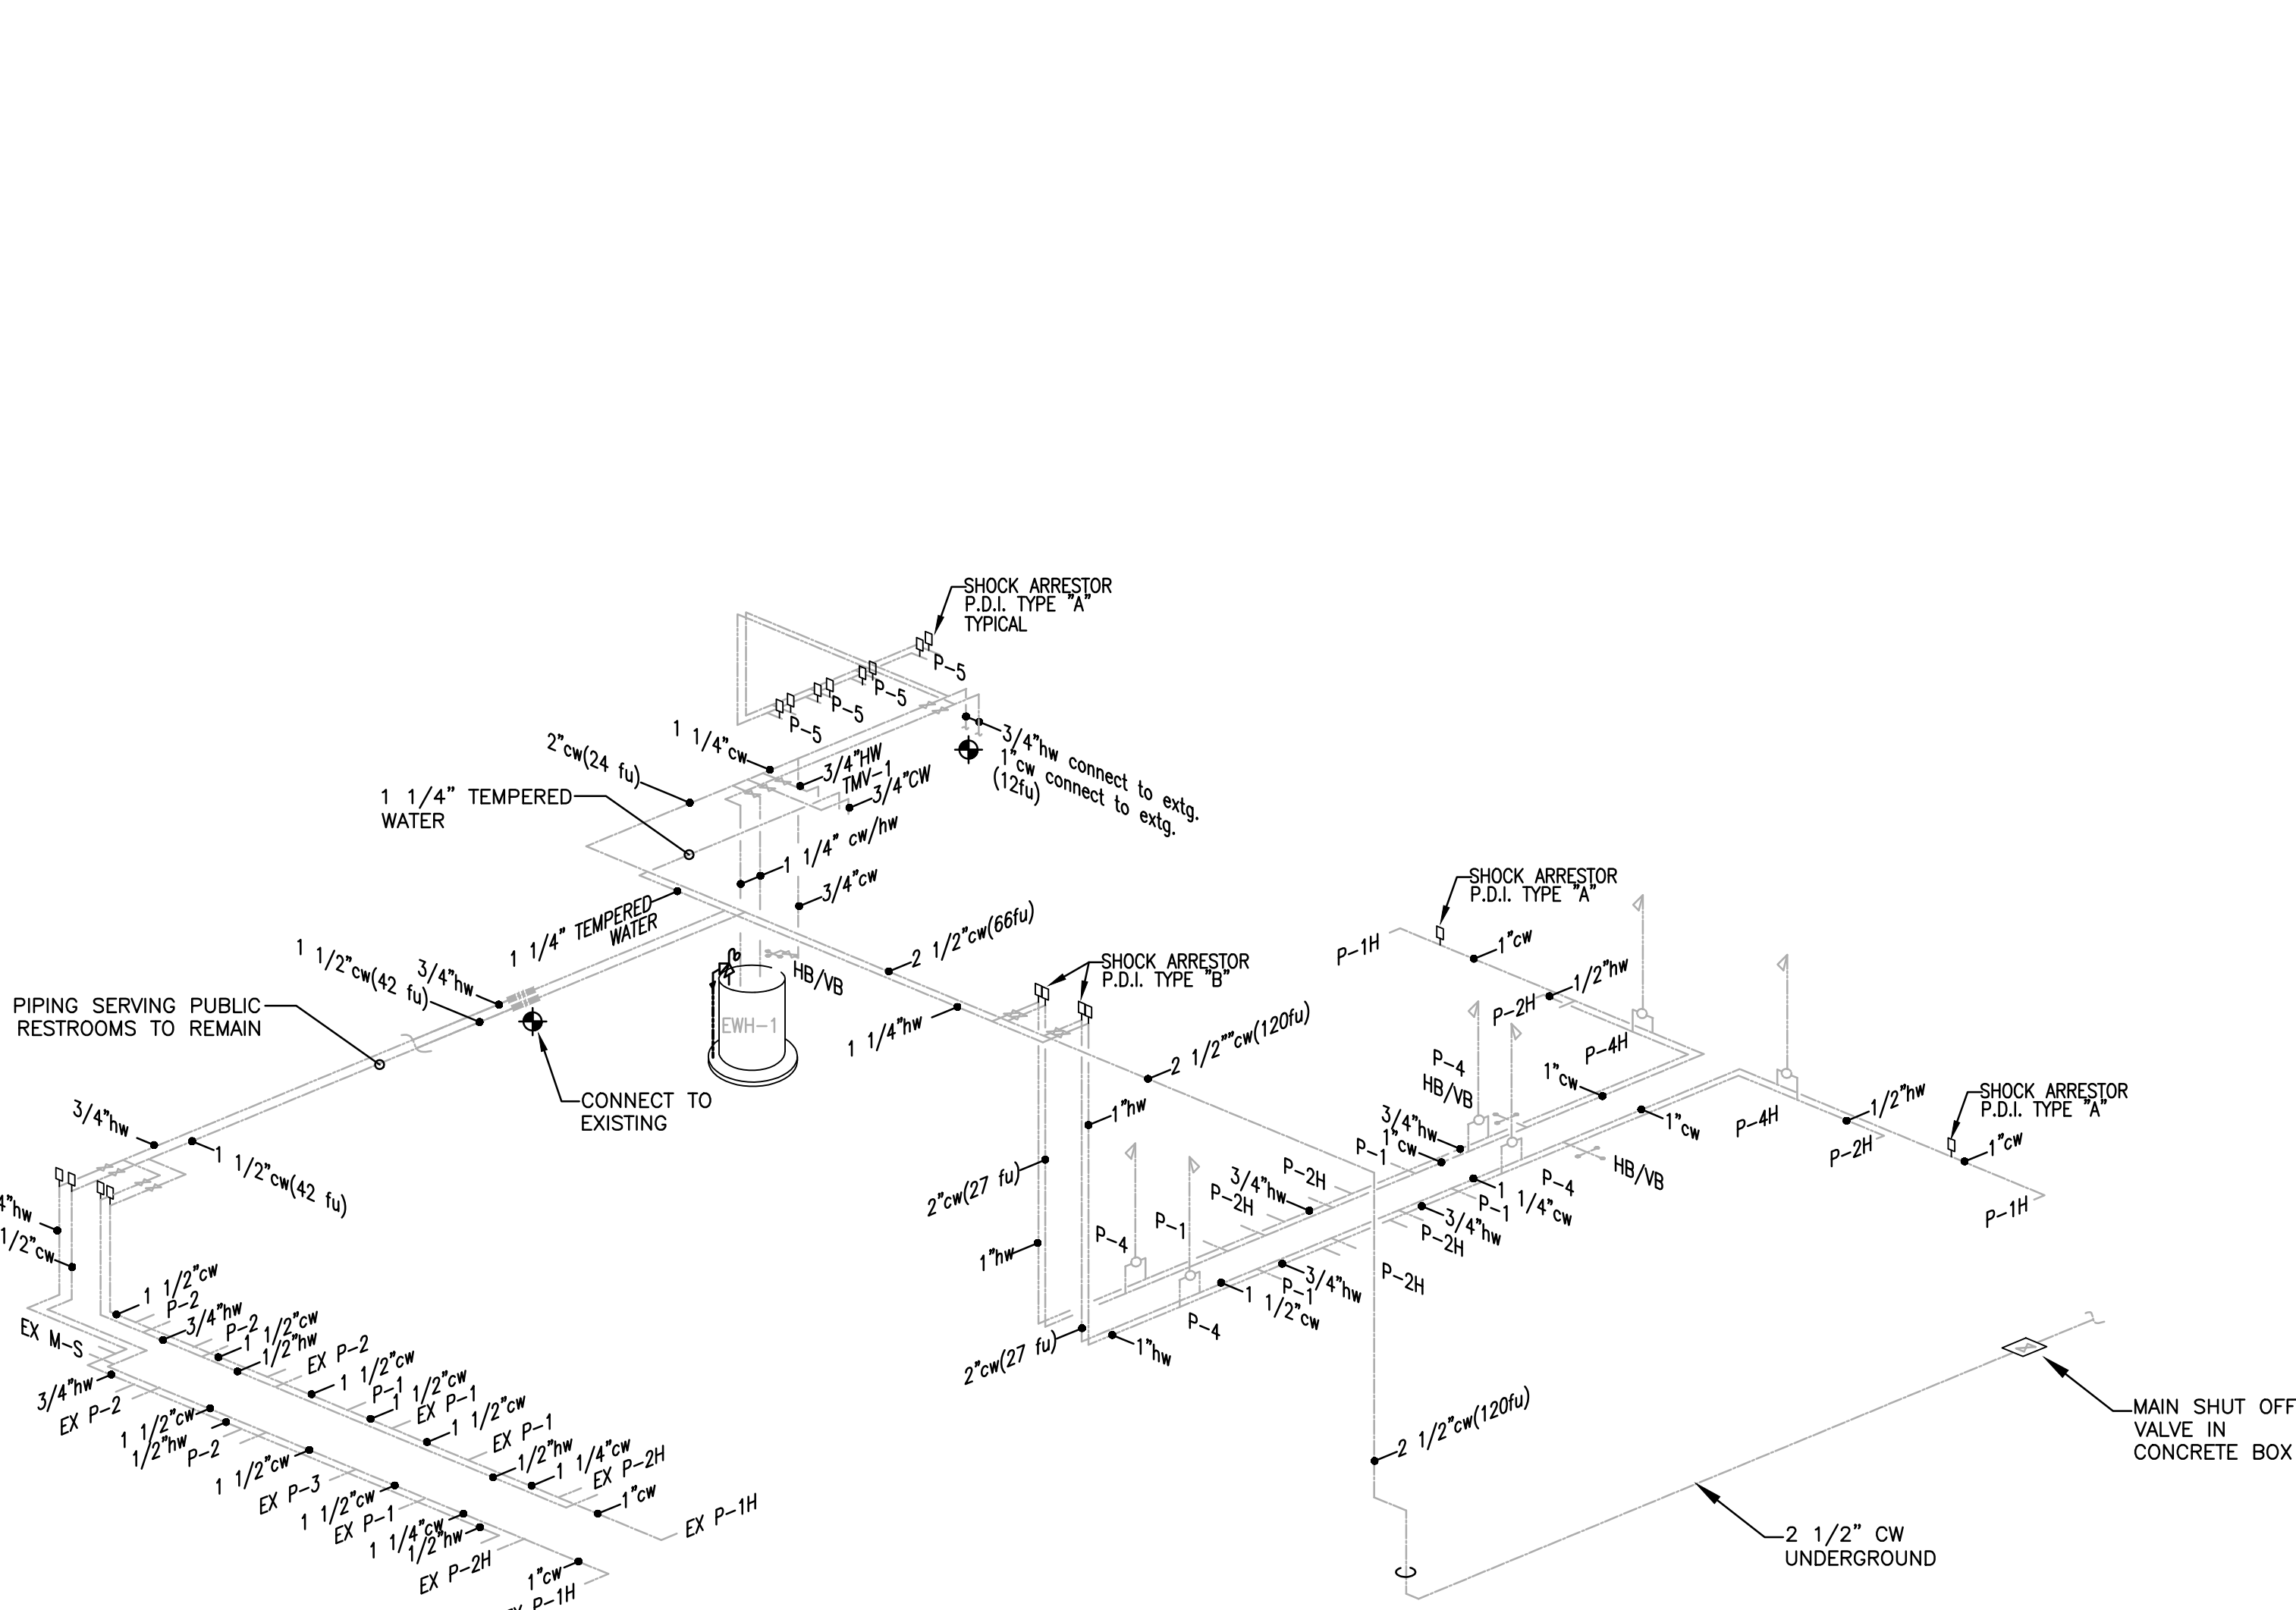 SHOCK ARRESTOR
P.D.I. TYPE "A"
TYPICAL
P-5
P-5
P-5
P-5
1 1/4"cw
2"cw(24 fu)
3/4"hw connect to extg.
1"cw connect to extg.
(12fu)
3/4"HW
TMV-1
3/4"CW
1 1/4" TEMPERED
WATER
1 1/4" cw/hw
3/4"cw
1 1/4" TEMPERED
WATER
2 1/2"cw(66fu)
SHOCK ARRESTOR
P.D.I. TYPE "A"
P-1H
1"cw
1/2"hw
P-2H
P-4H
1 1/2"cw(42 fu)
3/4"hw
HB/VB
SHOCK ARRESTOR
P.D.I. TYPE "B"
PIPING SERVING PUBLIC
RESTROOMS TO REMAIN
EWH-1
1 1/4"hw
2 1/2""cw(120fu)
P-4
HB/VB
1"cw
1"cw
P-4H
1/2"hw
P-2H
SHOCK ARRESTOR
P.D.I. TYPE "A"
1"cw
P-1H
CONNECT TO
EXISTING
3/4"hw
1 1/2"cw(42 fu)
1"hw
3/4"hw
1"cw
P-1
P-2H
3/4"hw
P-2H
P-4
HB/VB
P-1
1 1/4"cw
3/4"hw
P-2H
2"cw(27 fu)
1"hw
P-4
P-1
P-2H
3/4"hw
P-1
1 1/2"cw
P-4
1"hw
2"cw(27 fu)
4"hw
1/2"cw
1 1/2"cw
P-2
3/4"hw
P-2
1 1/2"cw
1/2"hw
EX P-2
1 1/2"cw
P-1
1 1/2"cw
EX P-1
1 1/2"cw
EX P-1
1/2"hw
1 1/4"cw
EX P-2H
1"cw
EX P-1H
EX M-S
3/4"hw
EX P-2
1 1/2"cw
1/2"hw
P-2
1 1/2"cw
EX P-3
1 1/2"cw
EX P-1
1 1/4"cw
1/2"hw
EX P-2H
1"cw
EX P-1H
2 1/2"cw(120fu)
MAIN SHUT OFF
VALVE IN
CONCRETE BOX
2 1/2" CW
UNDERGROUND